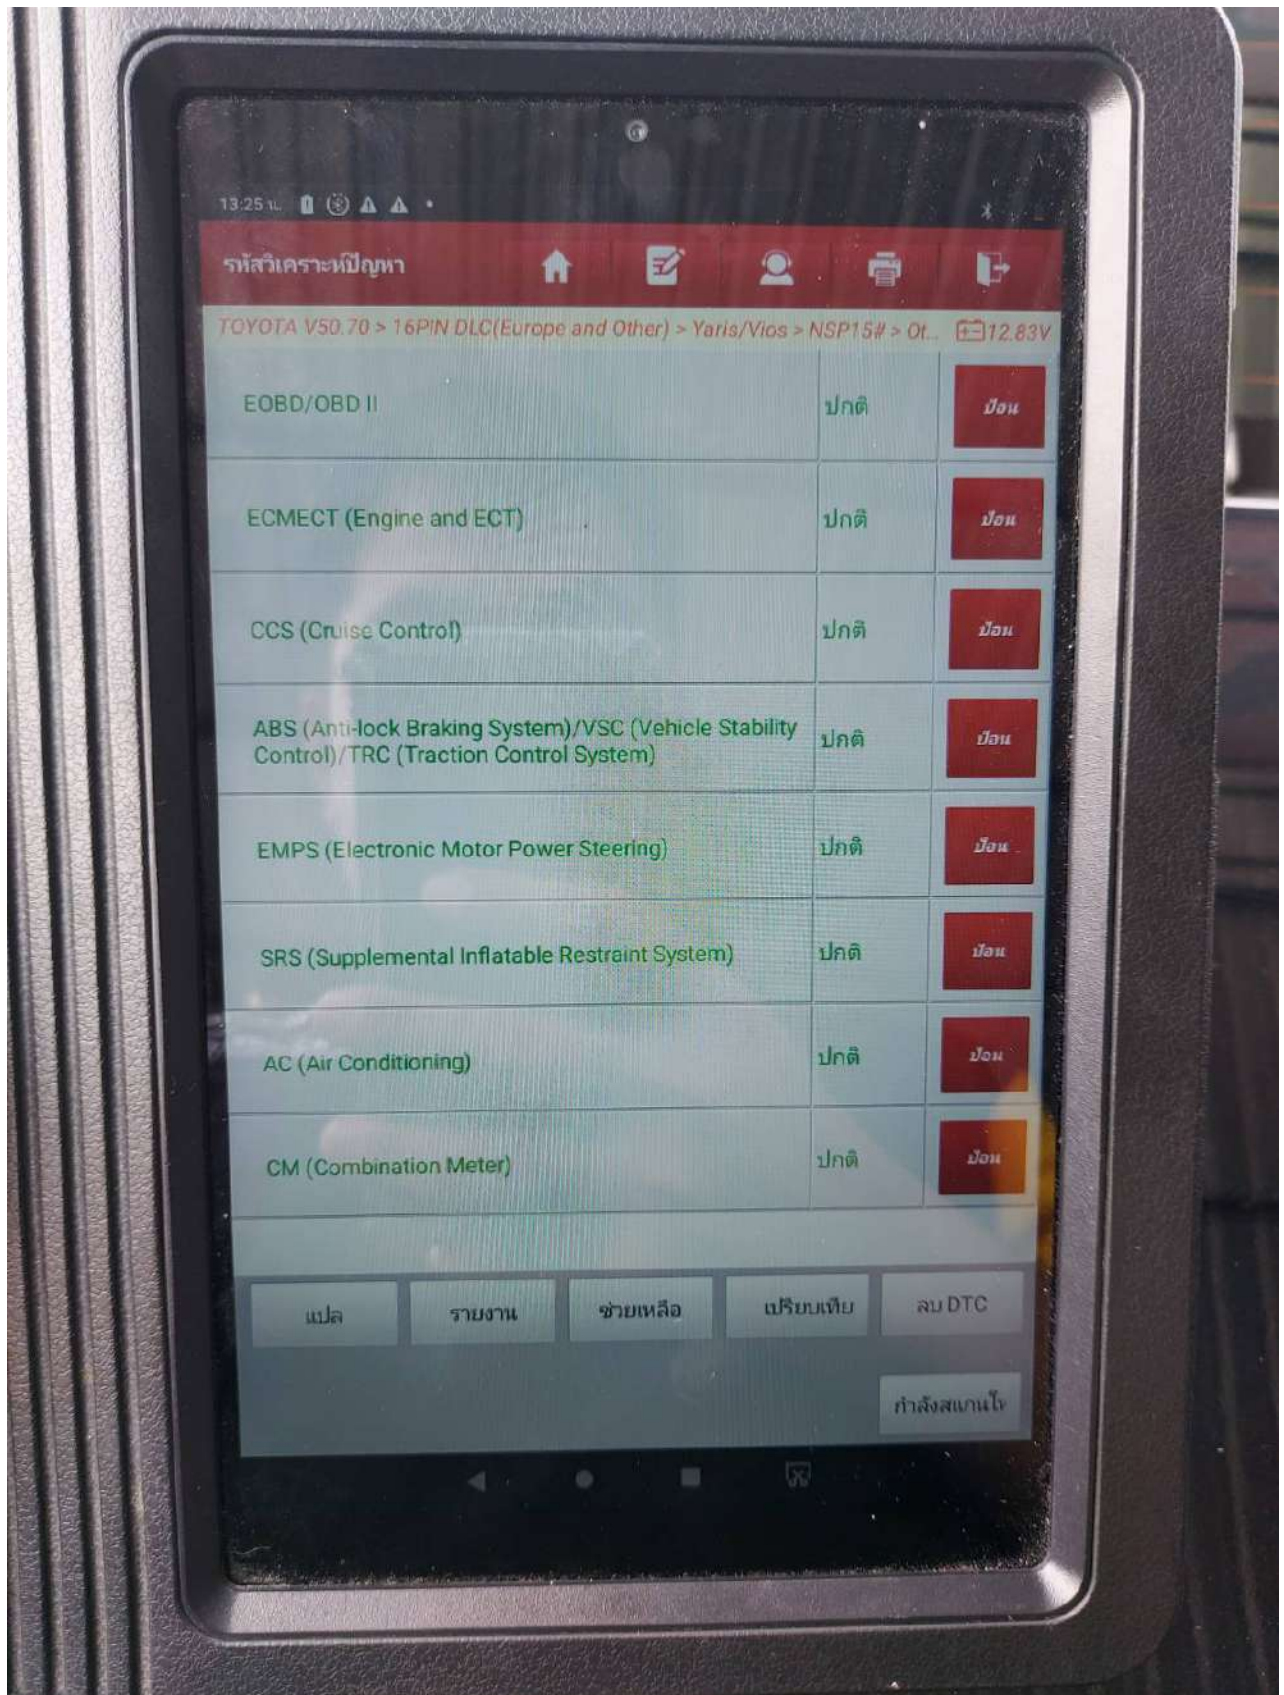 13:25 น.
รหัสวิเคราะห์ปัญหา
TOYOTA V50.70 > 16PIN DLC(Europe and Other) > Yaris/Vios > NSP15# > Ot... 12.83V
EOBD/OBD II ปกติ ป้อน
ECMECT (Engine and ECT) ปกติ ป้อน
CCS (Cruise Control) ปกติ ป้อน
ABS (Anti-lock Braking System)/VSC (Vehicle Stability
Control)/TRC (Traction Control System) ปกติ ป้อน
EMPS (Electronic Motor Power Steering) ปกติ ป้อน
SRS (Supplemental Inflatable Restraint System) ปกติ ป้อน
AC (Air Conditioning) ปกติ ป้อน
CM (Combination Meter) ปกติ ป้อน
แปล รายงาน ช่วยเหลือ เปรียบเทีย ลบ DTC
กำลังสแกนให